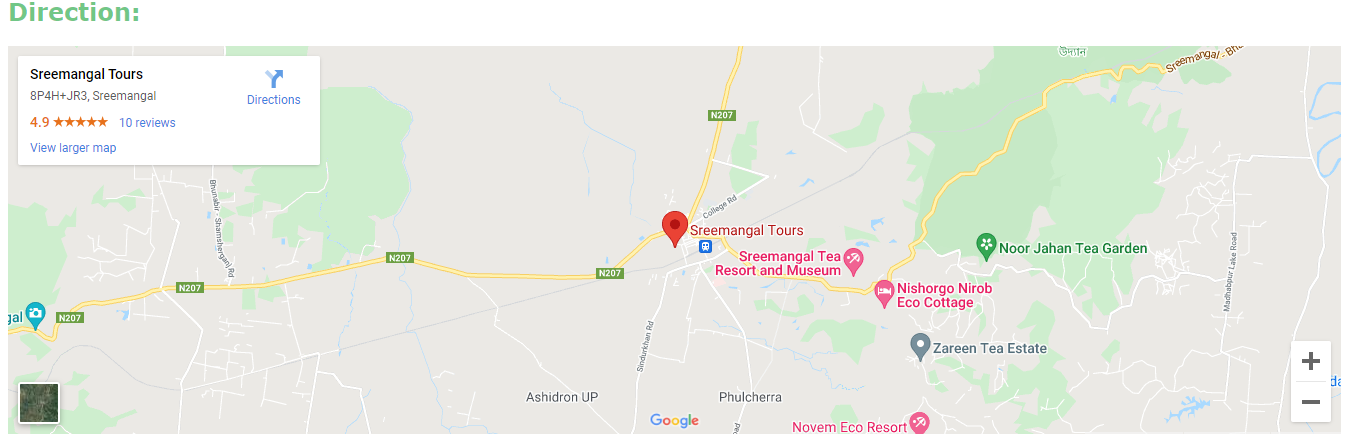 Direction:
Sreemangal Tours
8P4H+JR3, Sreemangal
Directions
4.9
10 reviews
View larger map
উদ্যান
Sreemangal - Bha
N207
Bhunabir - Shamsherganj Rd
College Rd
Sreemangal Tours
Sreemangal Tea
Resort and Museum
Noor Jahan Tea Garden
N207
N207
N207
Nishorgo Nirob
Eco Cottage
Madhabpur Lake Road
gal
N207
Sindurkhan Rd
Zareen Tea Estate
Ashidron UP
Phulcherra
Google
oad
Novem Eco Resort
da